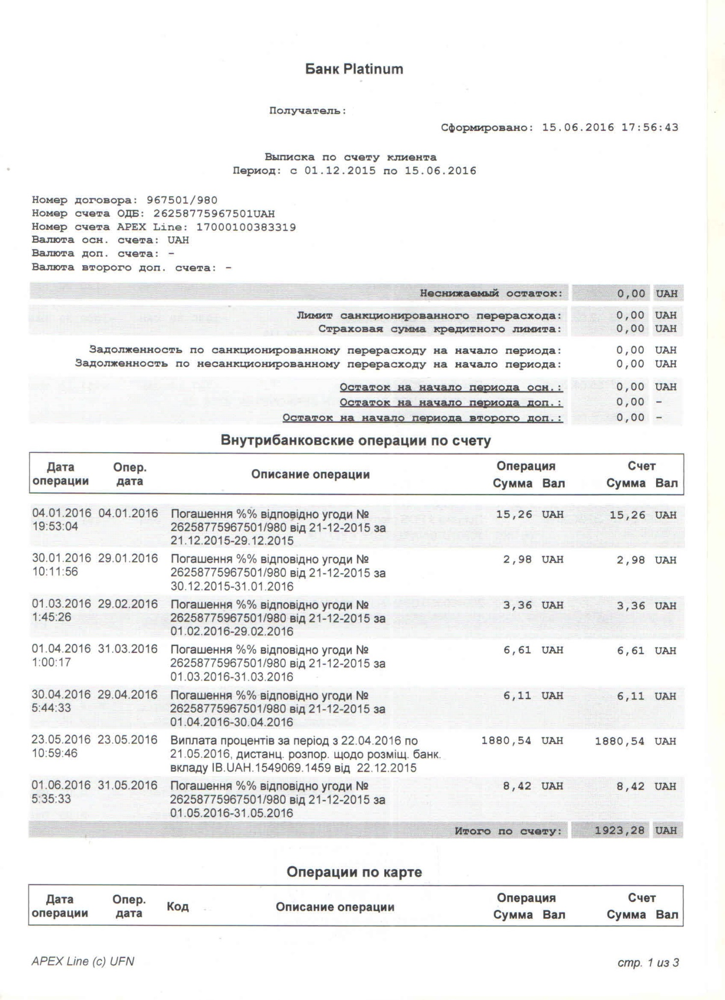 Банк Platinum
Получатель:
Сформировано: 15.06.2016 17:56:43
Выписка по счету клиента
Период: с 01.12.2015 по 15.06.2016
Номер договора: 967501/980
Номер счета ОДБ: 26258775967501UAH
Номер счета APEX Line: 17000100383319
Валюта осн. счета: UAH
Валюта доп. счета: -
Валюта второго доп. счета: -
Неснижаемый остаток: 0,00 UAH
Лимит санкционированного перерасхода: 0,00 UAH
Страховая сумма кредитного лимита: 0,00 UAH
Задолженность по санкционированному перерасходу на начало периода: 0,00 UAH
Задолженность по несанкционированному перерасходу на начало периода: 0,00 UAH
Остаток на начало периода осн.: 0,00 UAH
Остаток на начало периода доп.: 0,00 -
Остаток на начало периода второго доп.: 0,00 -
Внутрибанковские операции по счету
Дата Опер. Операция Счет
операции дата Описание операции Сумма Вал Сумма Вал
04.01.2016 04.01.2016 Погашення %% відповідно угоди № 15,26 UAH 15,26 UAH
19:53:04 26258775967501/980 від 21-12-2015 за
21.12.2015-29.12.2015
30.01.2016 29.01.2016 Погашення %% відповідно угоди № 2,98 UAH 2,98 UAH
10:11:56 26258775967501/980 від 21-12-2015 за
30.12.2015-31.01.2016
01.03.2016 29.02.2016 Погашення %% відповідно угоди № 3,36 UAH 3,36 UAH
1:45:26 26258775967501/980 від 21-12-2015 за
01.02.2016-29.02.2016
01.04.2016 31.03.2016 Погашення %% відповідно угоди № 6,61 UAH 6,61 UAH
1:00:17 26258775967501/980 від 21-12-2015 за
01.03.2016-31.03.2016
30.04.2016 29.04.2016 Погашення %% відповідно угоди № 6,11 UAH 6,11 UAH
5:44:33 26258775967501/980 від 21-12-2015 за
01.04.2016-30.04.2016
23.05.2016 23.05.2016 Виплата процентів за період з 22.04.2016 по 1880,54 UAH 1880,54 UAH
10:59:46 21.05.2016, дистанц. розпор. щодо розміщ. банк.
вкладу ІВ.UAH.1549069.1459 від 22.12.2015
01.06.2016 31.05.2016 Погашення %% відповідно угоди № 8,42 UAH 8,42 UAH
5:35:33 26258775967501/980 від 21-12-2015 за
01.05.2016-31.05.2016
Итого по счету: 1923,28 UAH
Операции по карте
Дата Опер. Операция Счет
операции дата Код Описание операции Сумма Вал Сумма Вал
APEX Line (c) UFN стр. 1 из 3